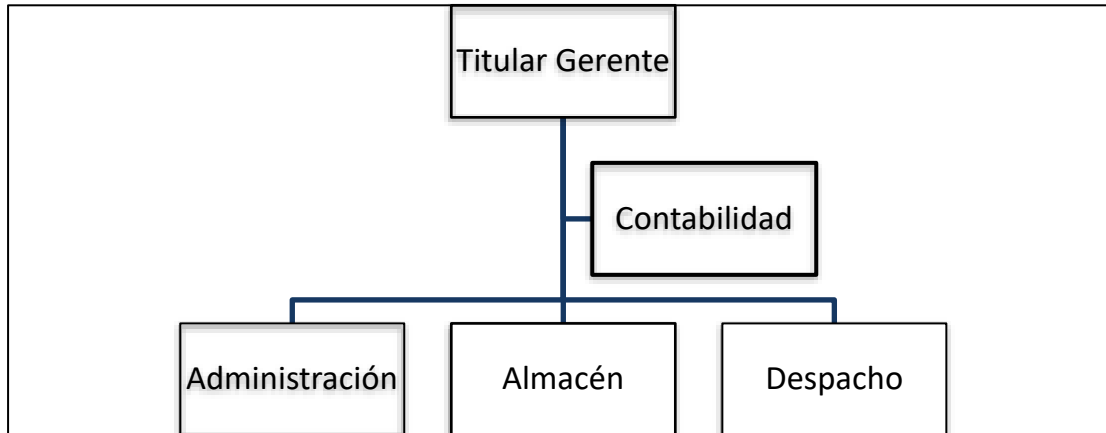 Titular Gerente
Contabilidad
Administración
Almacén
Despacho